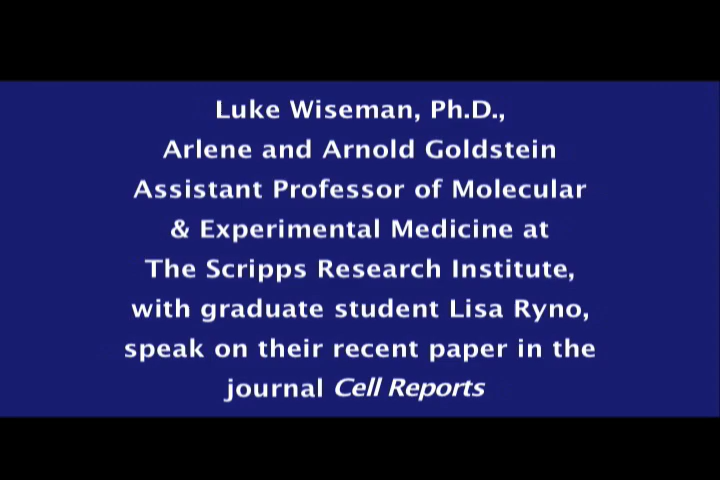 Luke Wiseman, Ph.D.,
Arlene and Arnold Goldstein
Assistant Professor of Molecular
& Experimental Medicine at
The Scripps Research Institute,
with graduate student Lisa Ryno,
speak on their recent paper in the
journal Cell Reports